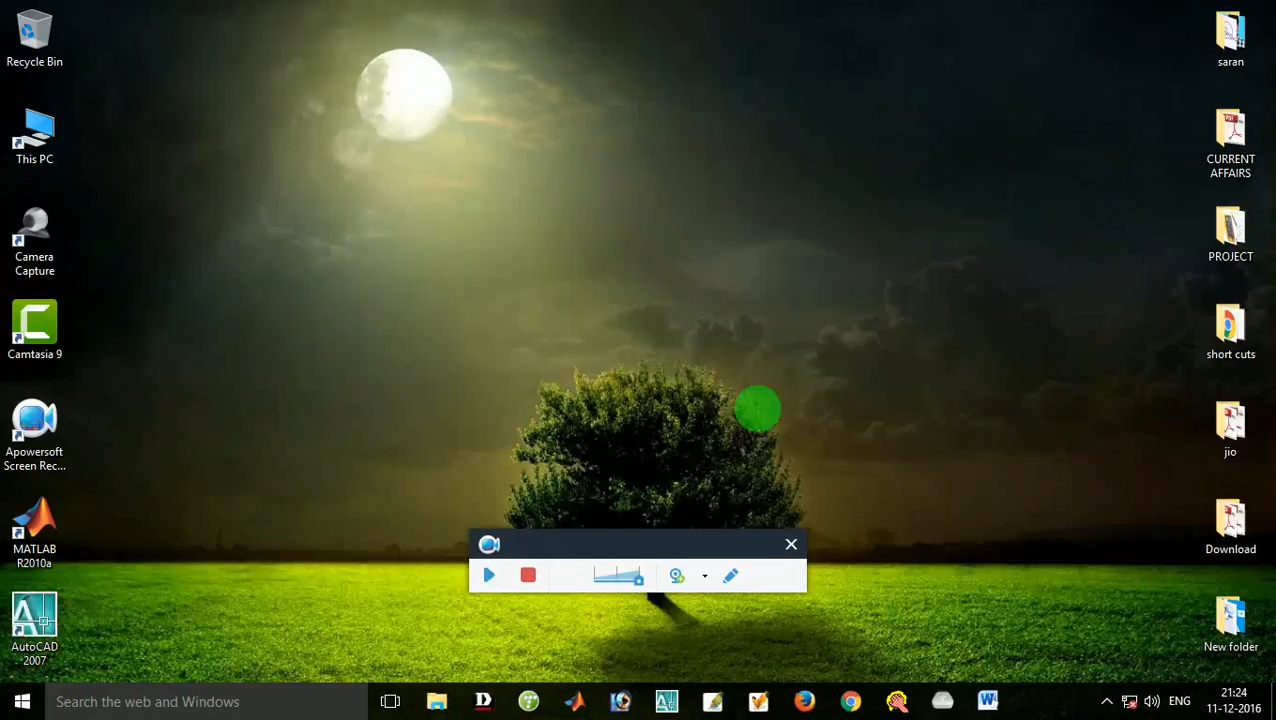 Recycle Bin
This PC
Camera
Capture
Camtasia 9
Apowersoft
Screen Rec...
MATLAB
R2010a
AutoCAD
2007
saran
CURRENT
AFFAIRS
PROJECT
short cuts
jio
Download
New folder
Search the web and Windows
ENG
21:24
11-12-2016